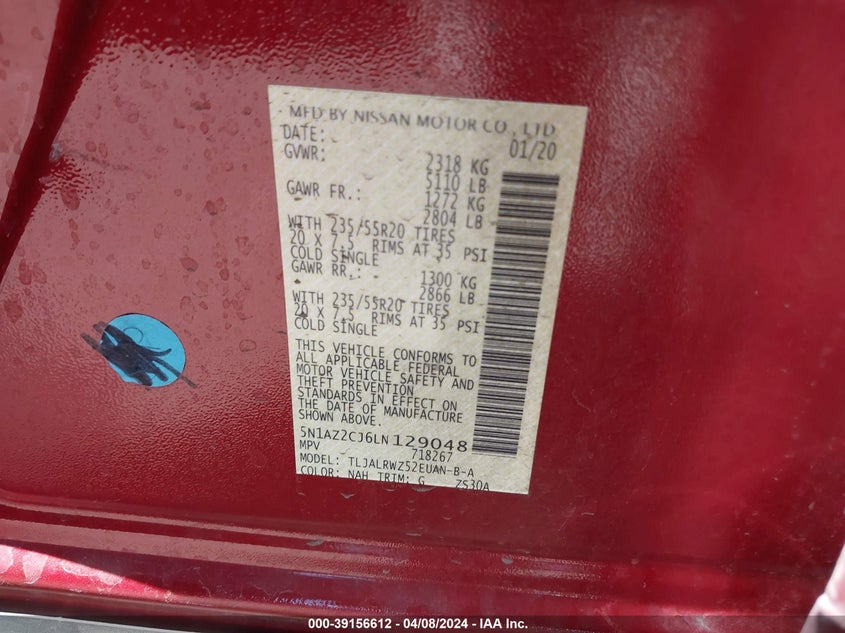 MFD BY NISSAN MOTOR CO., LTD
DATE: 01/20
GVWR: 2318 KG
5110 LB
GAWR FR.: 1272 KG
2804 LB
WITH 235/55R20 TIRES
20 X 7.5 RIMS AT 35 PSI
COLD SINGLE
GAWR RR.: 1300 KG
2866 LB
WITH 235/55R20 TIRES
20 X 7.5 RIMS AT 35 PSI
COLD SINGLE
THIS VEHICLE CONFORMS TO
ALL APPLICABLE FEDERAL
MOTOR VEHICLE SAFETY AND
THEFT PREVENTION
STANDARDS IN EFFECT ON
THE DATE OF MANUFACTURE
SHOWN ABOVE.
5N1AZ2CJ6LN129048
MPV 718267
MODEL: TLJALRWZ52EUAN-B-A
COLOR: NAH TRIM: G ZS30A
000-39156612 - 04/08/2024 - IAA Inc.